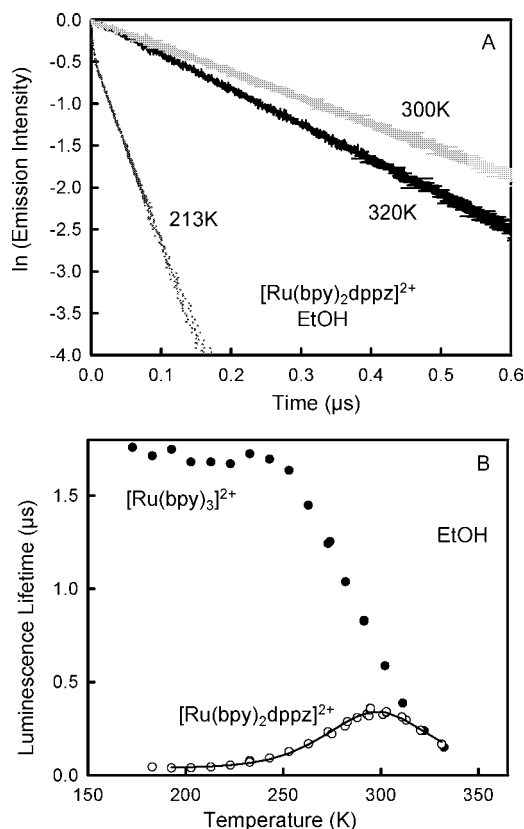 A
0.0
-0.5
-1.0
-1.5
-2.0
-2.5
-3.0
-3.5
-4.0
ln (Emission Intensity)
300K
320K
213K
[Ru(bpy)₂dppz]²⁺
EtOH
0.0 0.1 0.2 0.3 0.4 0.5 0.6
Time (µs)
B
1.5
1.0
0.5
0.0
Luminescence Lifetime (µs)
[Ru(bpy)₃]²⁺
EtOH
[Ru(bpy)₂dppz]²⁺
150 200 250 300 350
Temperature (K)